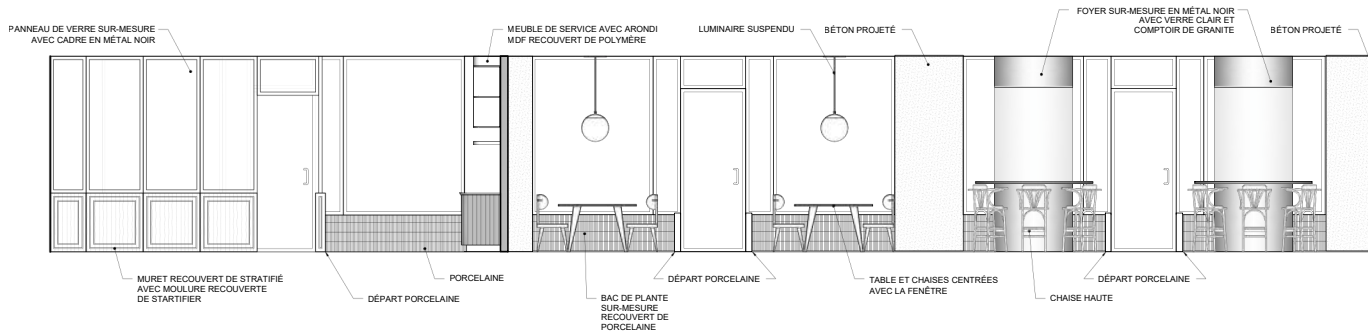 PANNEAU DE VERRE SUR-MESURE
AVEC CADRE EN MÉTAL NOIR
MEUBLE DE SERVICE AVEC ARONDI
MDF RECOUVERT DE POLYMÈRE
LUMINAIRE SUSPENDU
BÉTON PROJETÉ
FOYER SUR-MESURE EN MÉTAL NOIR
AVEC VERRE CLAIR ET
COMPTOIR DE GRANITE
BÉTON PROJETÉ
MURET RECOUVERT DE STRATIFIÉ
AVEC MOULURE RECOUVERTE
DE STARTIFIER
DÉPART PORCELAINE
PORCELAINE
BAC DE PLANTE
SUR-MESURE
RECOUVERT DE
PORCELAINE
DÉPART PORCELAINE
TABLE ET CHAISES CENTRÉES
AVEC LA FENÊTRE
CHAISE HAUTE
DÉPART PORCELAINE